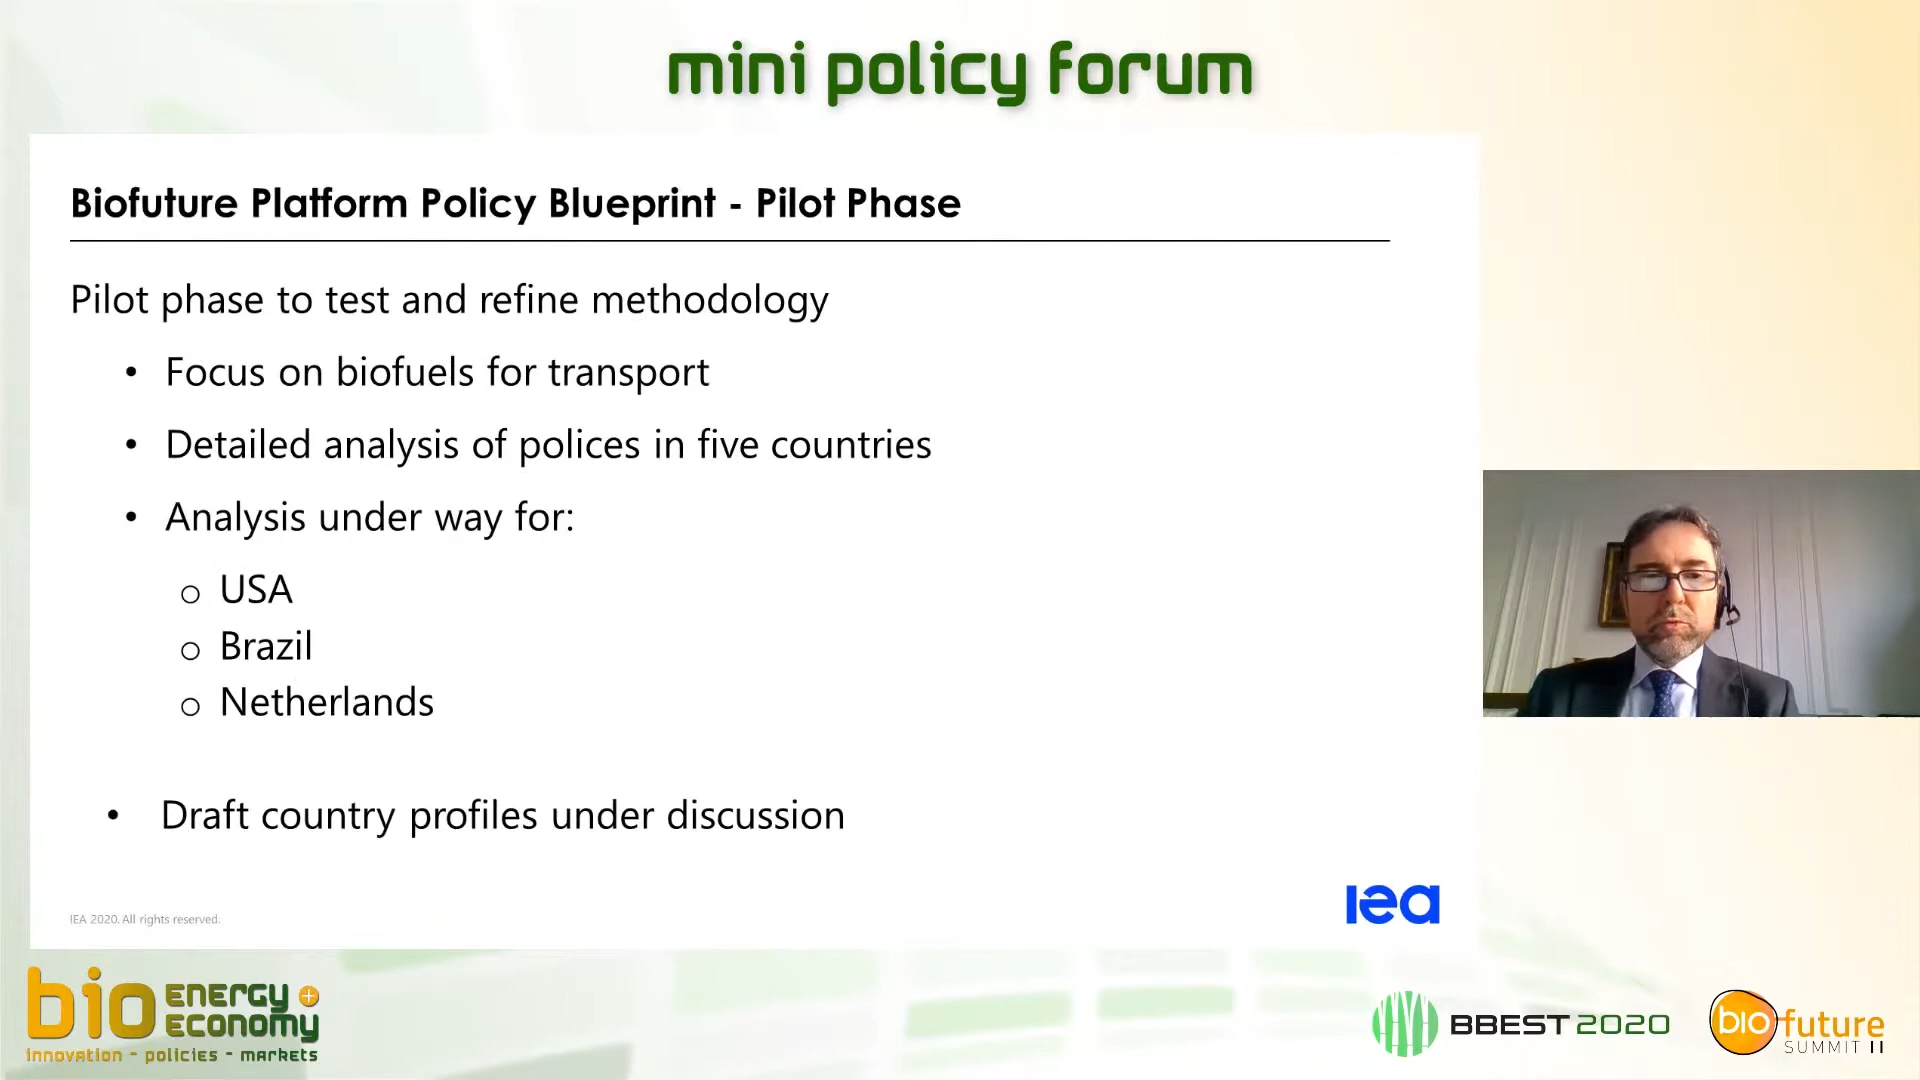 mini policy forum
Biofuture Platform Policy Blueprint - Pilot Phase
Pilot phase to test and refine methodology
• Focus on biofuels for transport
• Detailed analysis of polices in five countries
• Analysis under way for:
o USA
o Brazil
o Netherlands
• Draft country profiles under discussion
IEA 2020. All rights reserved.
iea
bio ENERGY +
ECONOMY
innovation - policies - markets
BBEST 2020
biofuture
SUMMIT II